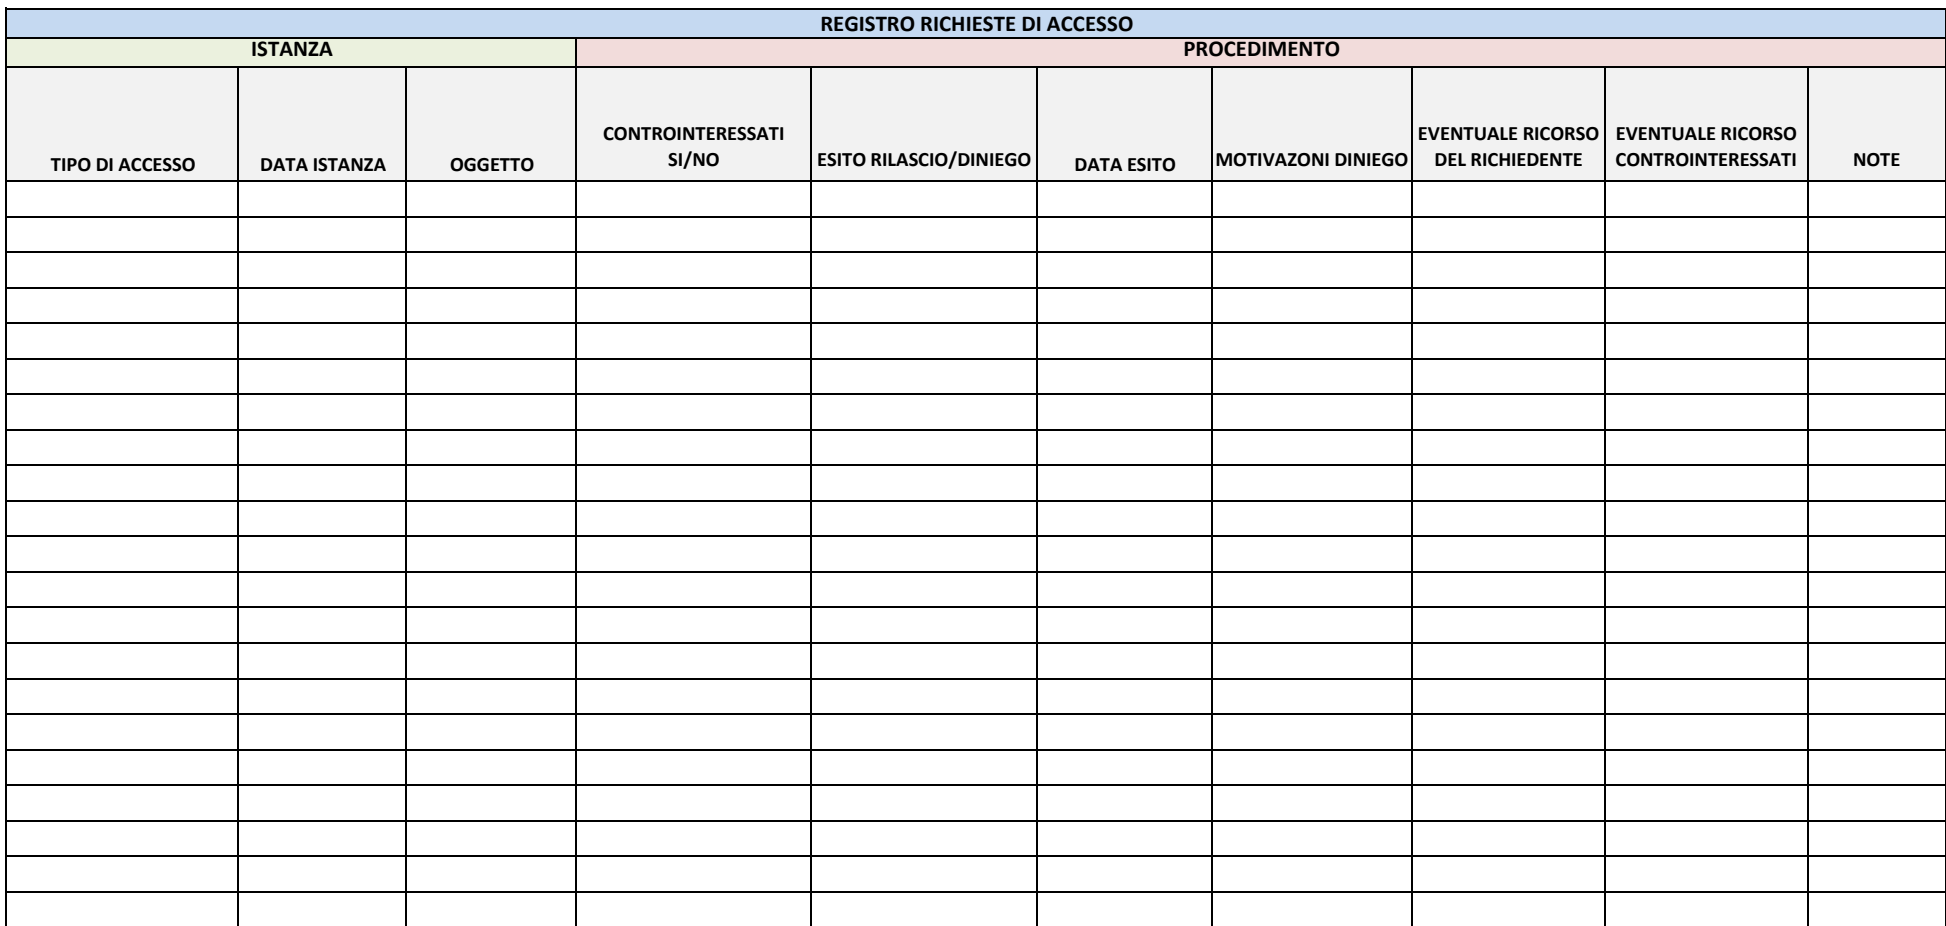 REGISTRO RICHIESTE DI ACCESSO
ISTANZA
PROCEDIMENTO
TIPO DI ACCESSO
DATA ISTANZA
OGGETTO
CONTROINTERESSATI
SI/NO
ESITO RILASCIO/DINIEGO
DATA ESITO
MOTIVAZONI DINIEGO
EVENTUALE RICORSO
DEL RICHIEDENTE
EVENTUALE RICORSO
CONTROINTERESSATI
NOTE